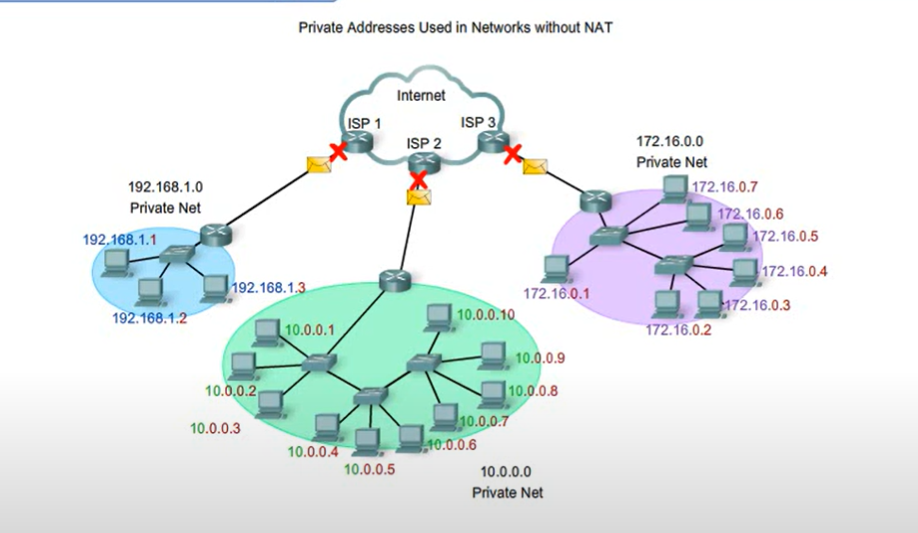 Private Addresses Used in Networks without NAT
Internet
ISP 1
ISP 2
ISP 3
192.168.1.0
Private Net
192.168.1.1
192.168.1.2
192.168.1.3
172.16.0.0
Private Net
172.16.0.7
172.16.0.6
172.16.0.5
172.16.0.4
172.16.0.3
172.16.0.2
172.16.0.1
10.0.0.10
10.0.0.1
10.0.0.9
10.0.0.2
10.0.0.8
10.0.0.3
10.0.0.7
10.0.0.4
10.0.0.6
10.0.0.5
10.0.0.0
Private Net